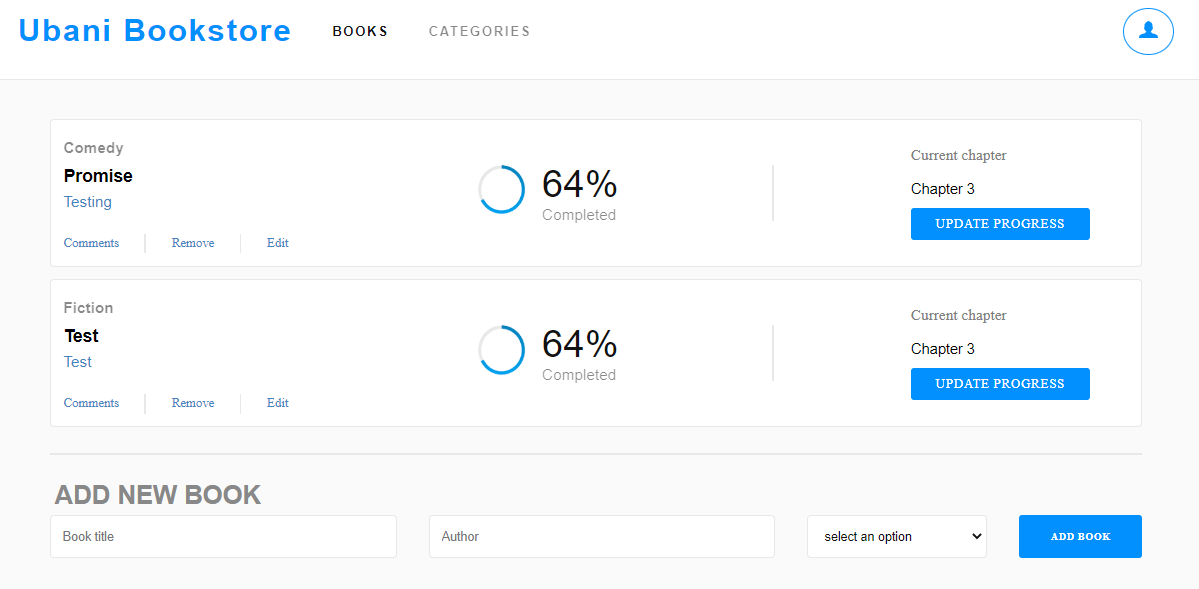 Ubani Bookstore BOOKS CATEGORIES
Comedy
Promise
Testing
Comments Remove Edit
64%
Completed
Current chapter
Chapter 3
UPDATE PROGRESS
Fiction
Test
Test
Comments Remove Edit
64%
Completed
Current chapter
Chapter 3
UPDATE PROGRESS
ADD NEW BOOK
Book title Author select an option ADD BOOK